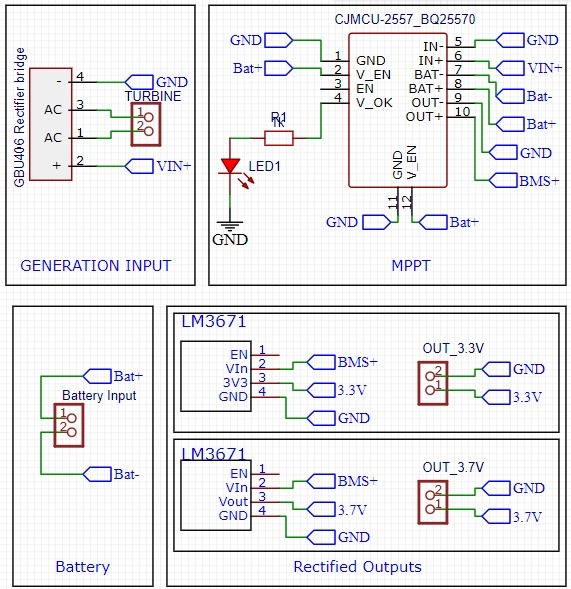 GBU406 Rectifier bridge
- 4 GND
AC 3
AC 1
+ 2 VIN+
TURBINE
1
2
GENERATION INPUT
CJMCU-2557_BQ25570
GND 1 GND
Bat+ 2 V_EN
3 EN
4 V_OK
IN- 5 GND
IN+ 6 VIN+
BAT- 7 Bat-
BAT+ 8 Bat+
OUT- 9 GND
OUT+ 10 BMS+
GND 11 GND
V_EN 12 Bat+
R1
1k
LED1
GND
MPPT
Bat+
Battery Input
1
2
Bat-
Battery
LM3671
EN 1
VIn 2 BMS+
3V3 3 3.3V
GND 4 GND
OUT_3.3V
2 GND
1 3.3V
LM3671
EN 1
VIn 2 BMS+
Vout 3 3.7V
GND 4 GND
OUT_3.7V
2 GND
1 3.7V
Rectified Outputs